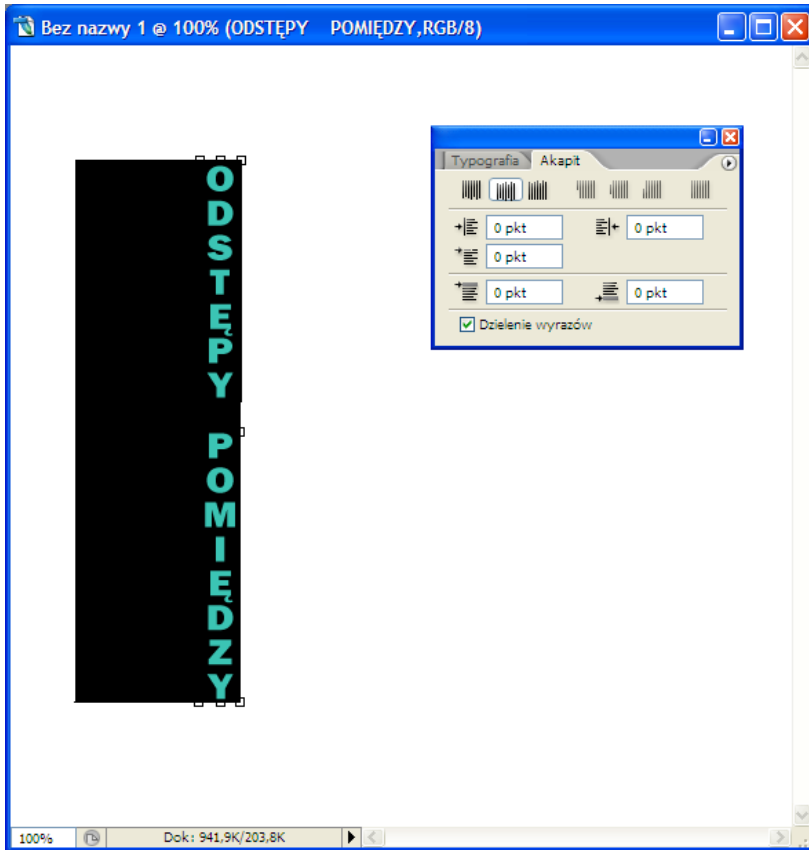 Bez nazwy 1 @ 100% (ODSTĘPY POMIĘDZY,RGB/8)
Typografia Akapit
0 pkt 0 pkt
0 pkt
0 pkt 0 pkt
Dzielenie wyrazów
ODSTĘPY POMIĘDZY
100% Dok: 941,9K/203,8K